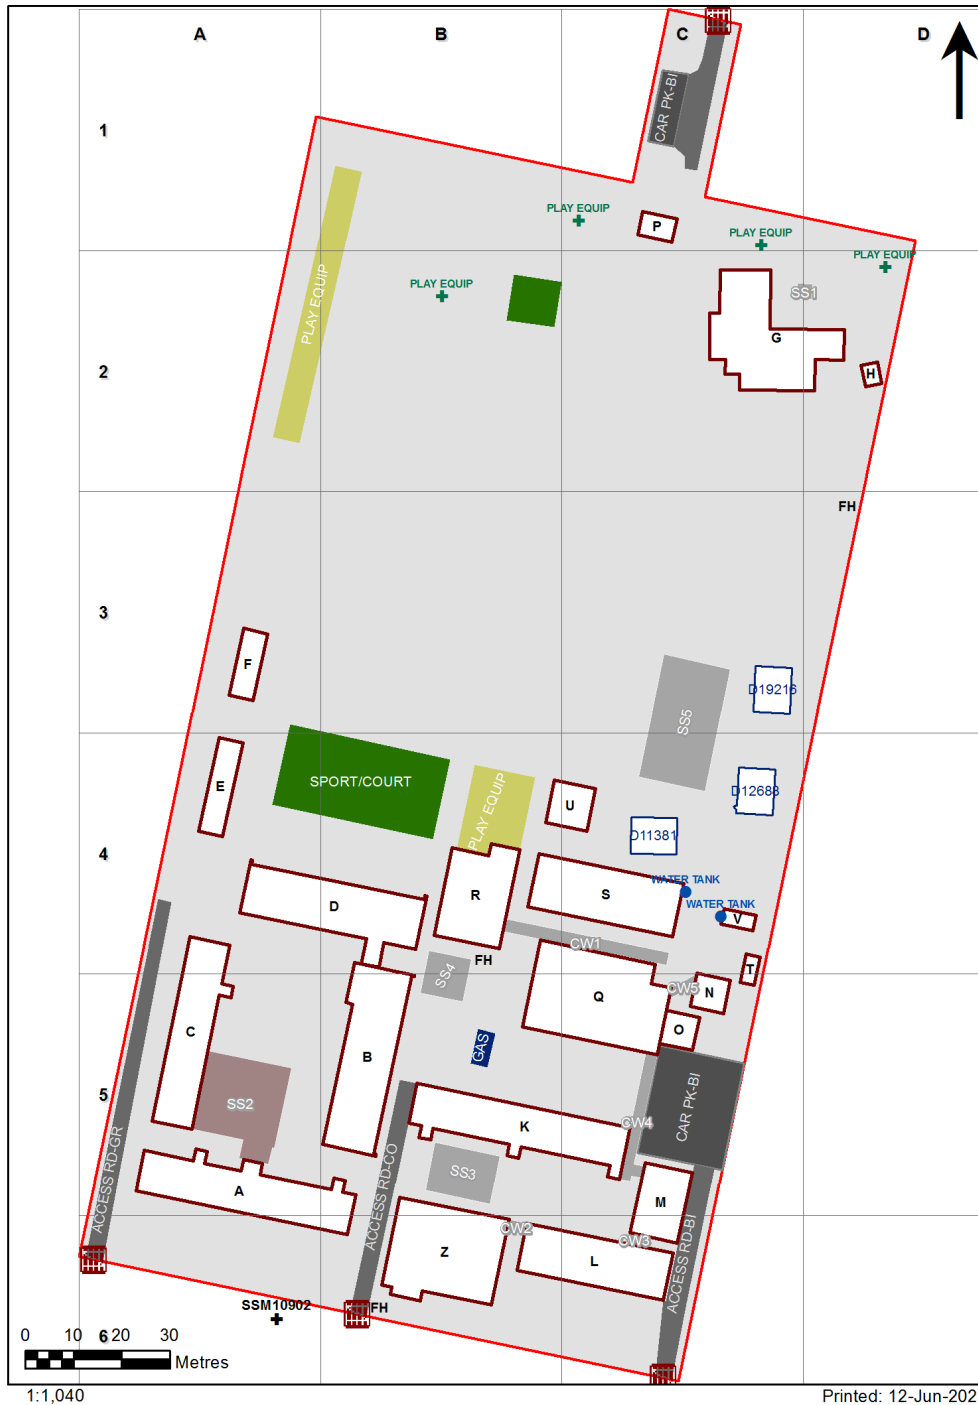 A B C D
1
CAR PK-BI
PLAY EQUIP
P
PLAY EQUIP
PLAY EQUIP
PLAY EQUIP
PLAY EQUIP
SS1
G
2
H
FH
3
F
D19216
SS5
E
SPORT/COURT
PLAY EQUIP
U
D12688
D11381
4
WATER TANK
R
S
D
WATER TANK
V
CW1
FH
SS4
T
CW5
N
Q
C
O
GAS
B
CAR PK-BI
5
SS2
CW4
K
SS3
ACCESS RD-GR
A
M
ACCESS RD-CO
CW2
CW3
Z
L
ACCESS RD-BI
SSM10902
FH
6
0 10 20 30
Metres
1:1,040
Printed: 12-Jun-202